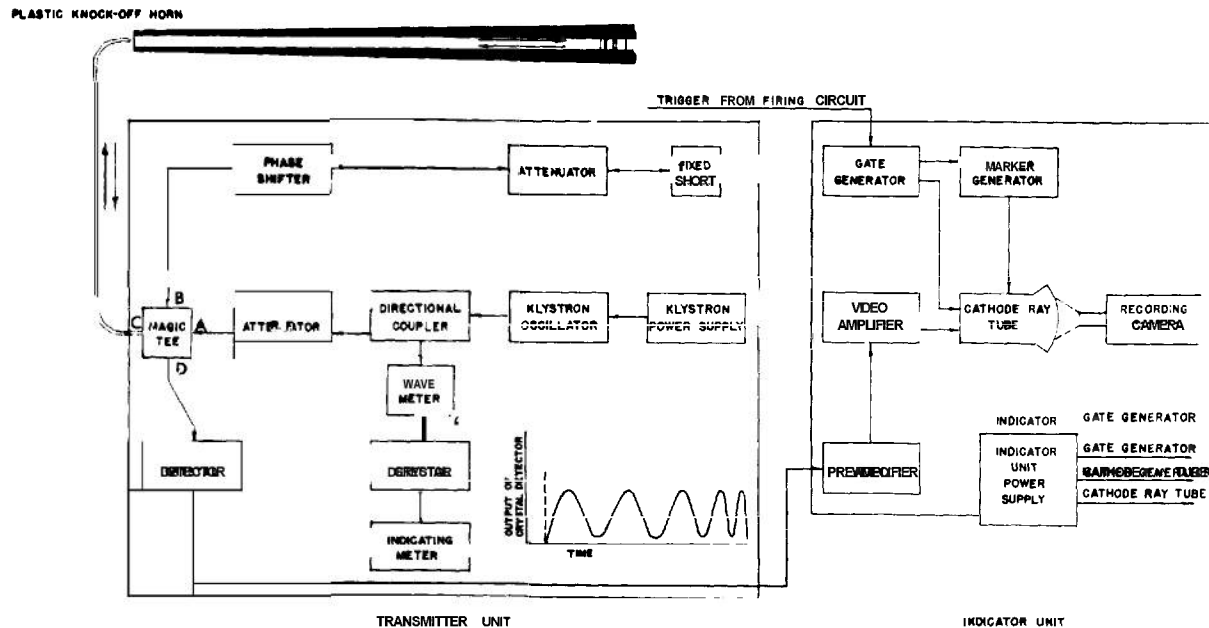 PLASTIC KNOCK-OFF HORN
TRIGGER FROM FIRING CIRCUIT
PHASE
SHIFTER
ATTENUATOR
FIXED
SHORT
GATE
GENERATOR
MARKER
GENERATOR
B
C
MAGIC
TEE
A
D
DIRECTIONAL
COUPLER
KLYSTRON
OSCILLATOR
KLYSTRON
POWER SUPPLY
VIDEO
AMPLIFIER
CATHODE RAY
TUBE
RECORDING
CAMERA
WAVE
METER
DETECTOR
INDICATING
METER
OUTPUT OF
CRYSTAL DETECTOR
TIME
INDICATOR
UNIT
POWER
SUPPLY
INDICATOR
GATE GENERATOR
GATE GENERATOR
CATHODE RAY TUBE
TRANSMITTER UNIT
INDICATOR UNIT